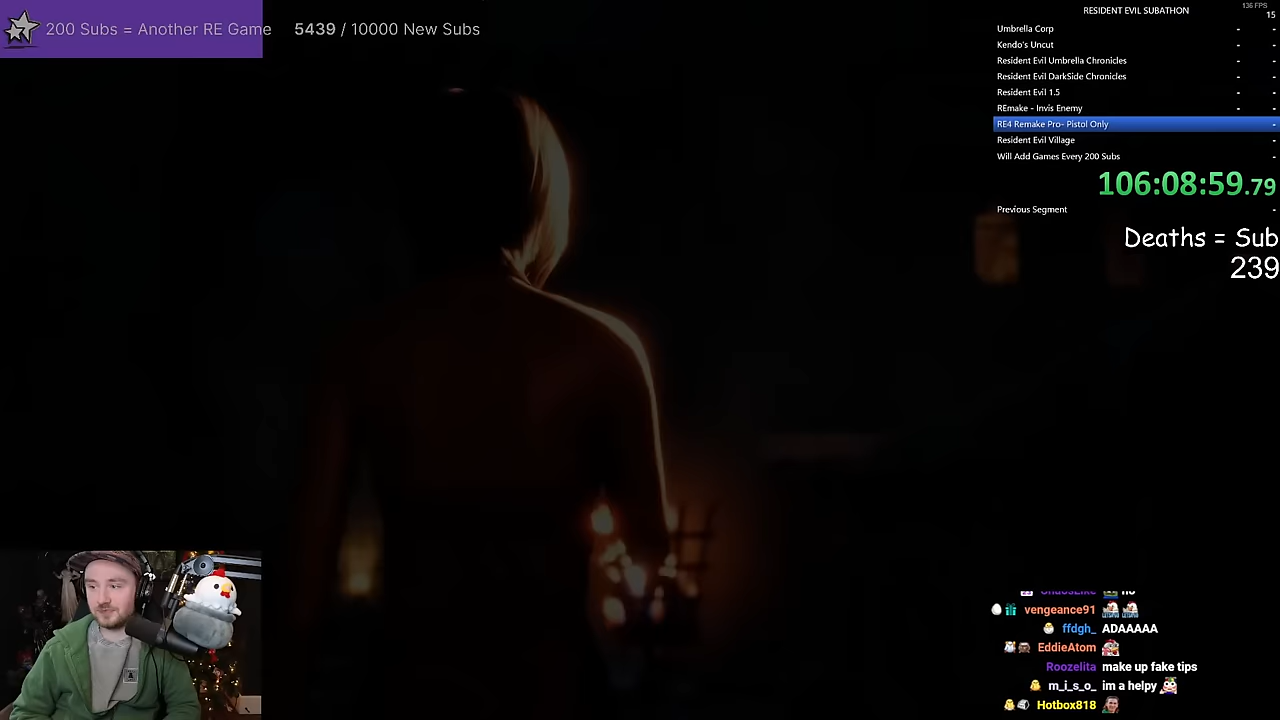 200 Subs = Another RE Game
5439 / 10000 New Subs
136 FPS
RESIDENT EVIL SUBATHON
15
Umbrella Corp - -
Kendo's Uncut - -
Resident Evil Umbrella Chronicles - -
Resident Evil DarkSide Chronicles - -
Resident Evil 1.5 - -
REmake - Invis Enemy - -
RE4 Remake Pro- Pistol Only -
Resident Evil Village -
Will Add Games Every 200 Subs -
106:08:59.79
Previous Segment -
Deaths = Sub
239
vengeance91
ffdgh_ ADAAAAA
EddieAtom
Roozelita make up fake tips
m_i_s_o_ im a helpy
Hotbox818